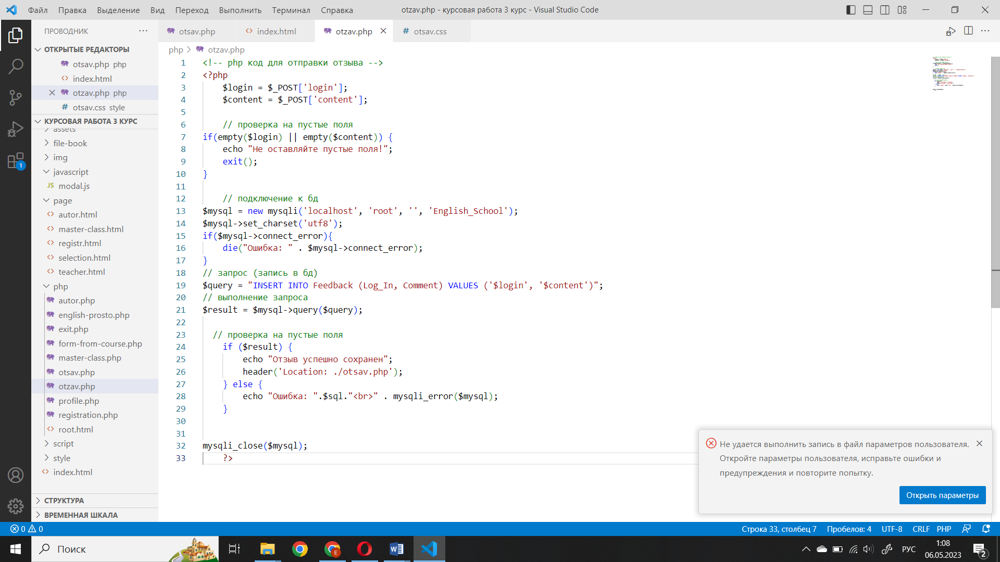 Файл Правка Выделение Вид Переход Выполнить Терминал Справка
otzav.php - курсовая работа 3 курс - Visual Studio Code
ПРОВОДНИК
ОТКРЫТЫЕ РЕДАКТОРЫ
otsav.php php
index.html
otzav.php php
otsav.css style
КУРСОВАЯ РАБОТА 3 КУРС
assets
file-book
img
javascript
JS modal.js
page
autor.html
master-class.html
registr.html
selection.html
teacher.html
php
autor.php
english-prosto.php
exit.php
form-from-course.php
master-class.php
otsav.php
otzav.php
profile.php
registration.php
root.html
script
style
index.html
СТРУКТУРА
ВРЕМЕННАЯ ШКАЛА
1
otsav.php
index.html
otzav.php
# otsav.css
php > otzav.php
1 <!-- php код для отправки отзыва -->
2 <?php
3 $login = $_POST['login'];
4 $content = $_POST['content'];
5
6 // проверка на пустые поля
7 if(empty($login) || empty($content)) {
8 echo "Не оставляйте пустые поля!";
9 exit();
10 }
11
12 // подключение к бд
13 $mysql = new mysqli('localhost', 'root', '', 'English_School');
14 $mysql->set_charset('utf8');
15 if($mysql->connect_error){
16 die("Ошибка: " . $mysql->connect_error);
17 }
18 // запрос (запись в бд)
19 $query = "INSERT INTO Feedback (Log_In, Comment) VALUES ('$login', '$content')";
20 // выполнение запроса
21 $result = $mysql->query($query);
22
23 // проверка на пустые поля
24 if ($result) {
25 echo "Отзыв успешно сохранен";
26 header('Location: ./otsav.php');
27 } else {
28 echo "Ошибка: ".$sql."<br>" . mysqli_error($mysql);
29 }
30
31
32 mysqli_close($mysql);
33 ?>
Не удается выполнить запись в файл параметров пользователя.
Откройте параметры пользователя, исправьте ошибки и
предупреждения и повторите попытку.
Открыть параметры
0 0
Строка 33, столбец 7 Пробелов: 4 UTF-8 CRLF PHP
Поиск
E
РУС
1:08
06.05.2023
2